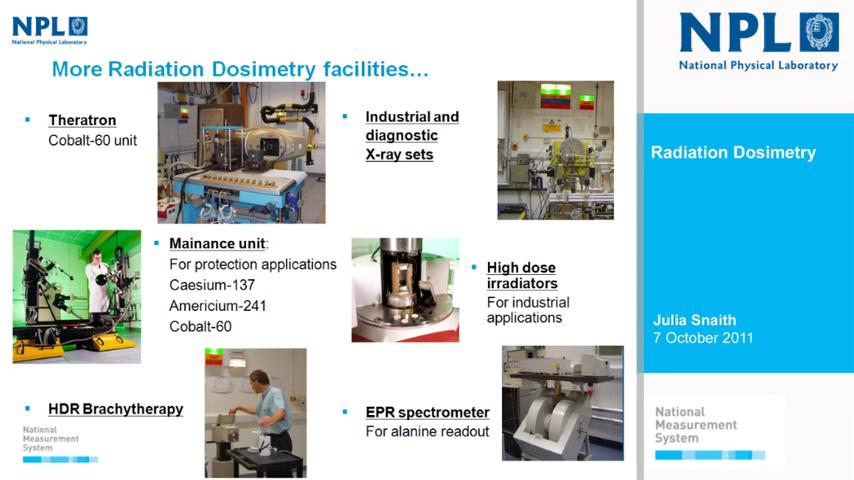 NPL
National Physical Laboratory
More Radiation Dosimetry facilities…
Theratron
Cobalt-60 unit
Industrial and
diagnostic
X-ray sets
Mainance unit:
For protection applications
Caesium-137
Americium-241
Cobalt-60
High dose
irradiators
For industrial
applications
HDR Brachytherapy
EPR spectrometer
For alanine readout
National
Measurement
System
NPL
National Physical Laboratory
Radiation Dosimetry
Julia Snaith
7 October 2011
National
Measurement
System